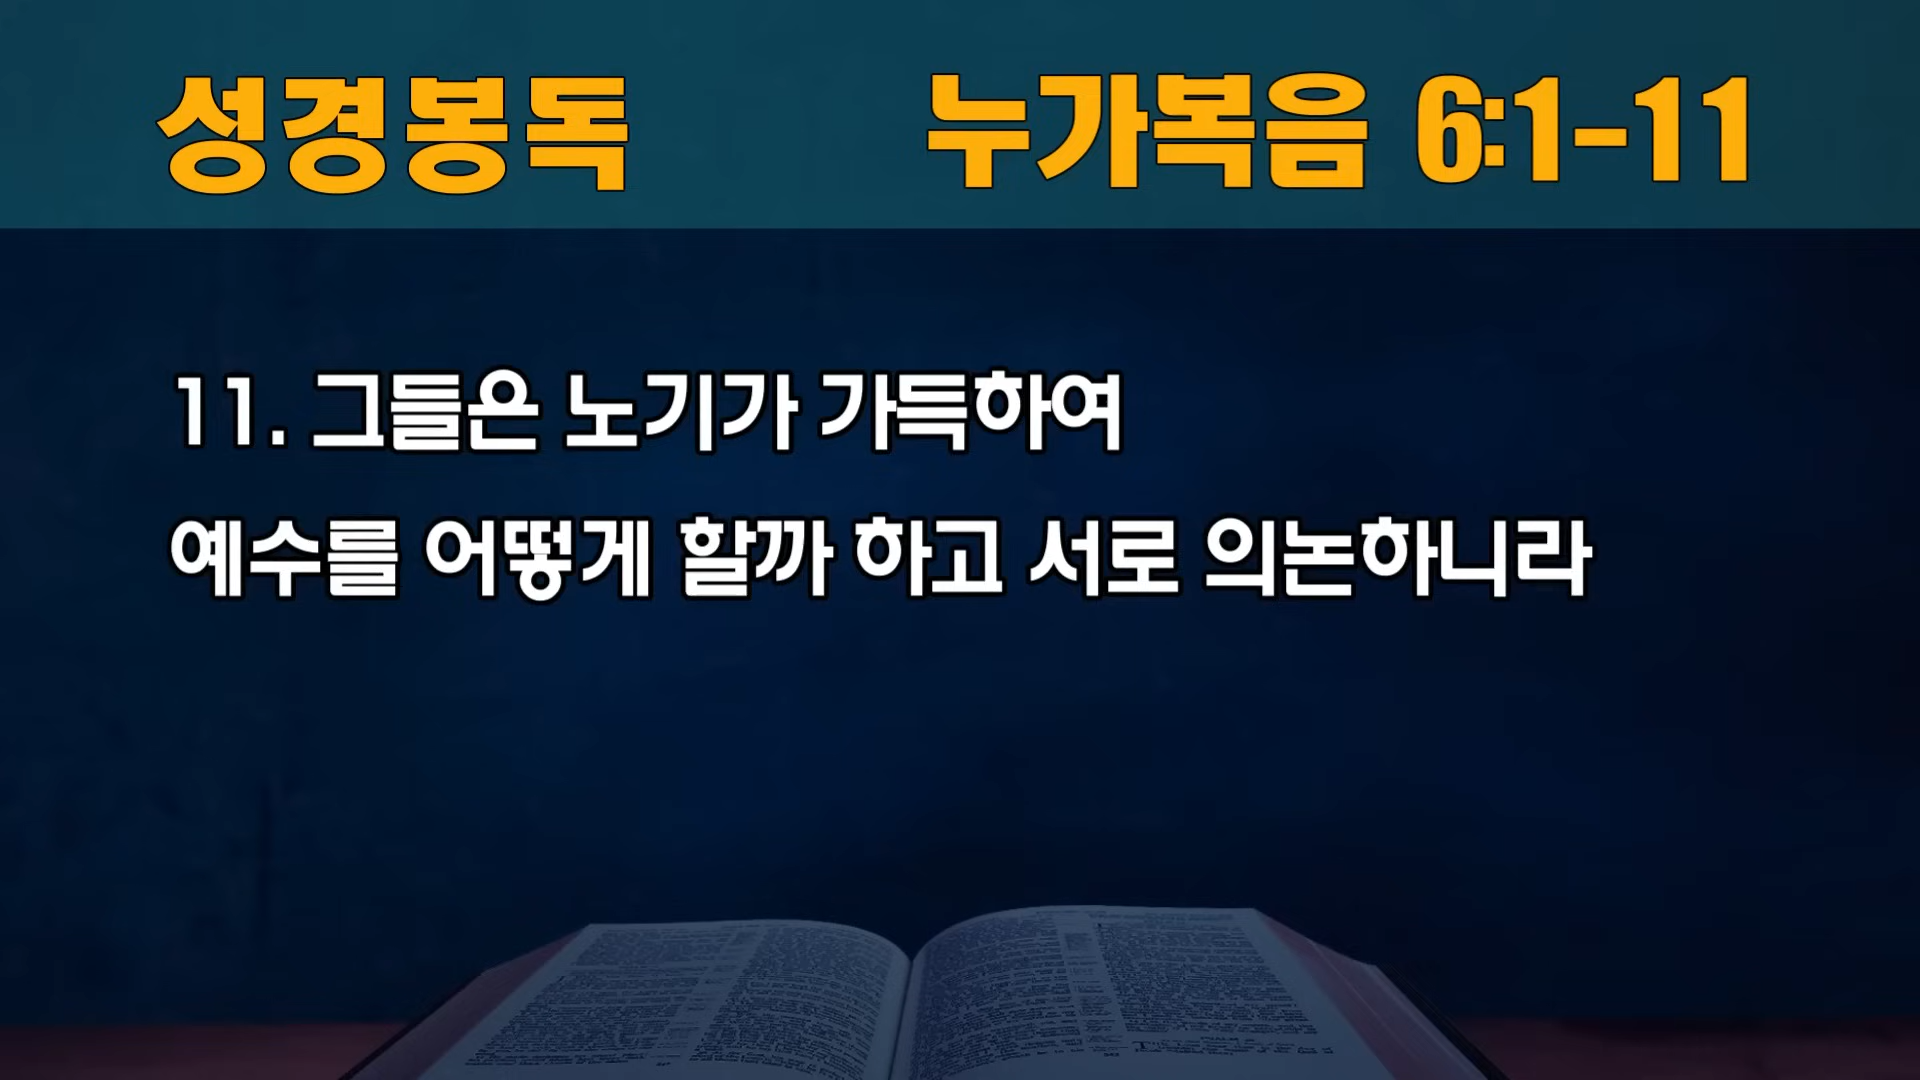 성경봉독 누가복음 6:1-11
11. 그들은 노기가 가득하여
예수를 어떻게 할까 하고 서로 의논하니라